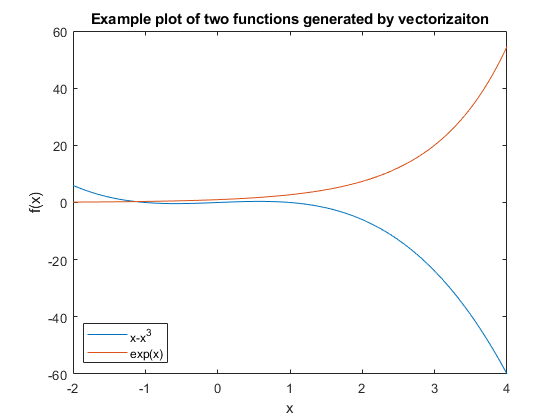 Example plot of two functions generated by vectorizaiton
60
40
20
0
-20
-40
-60
f(x)
x-x^3
exp(x)
-2 -1 0 1 2 3 4
x